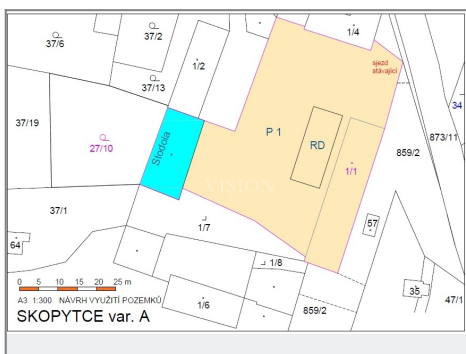 37/6
37/2
1/4
sjezd
stávající
1/2
37/13
34
37/19
P 1
873/11
27/10
Stodola
RD
859/2
1/1
VISION
37/1
1/7
57
64
1/8
0 5 10 15 20 25 m
35
47/1
A3 1:300 NÁVRH VYUŽITÍ POZEMKŮ
1/6
859/2
SKOPYTCE var. A